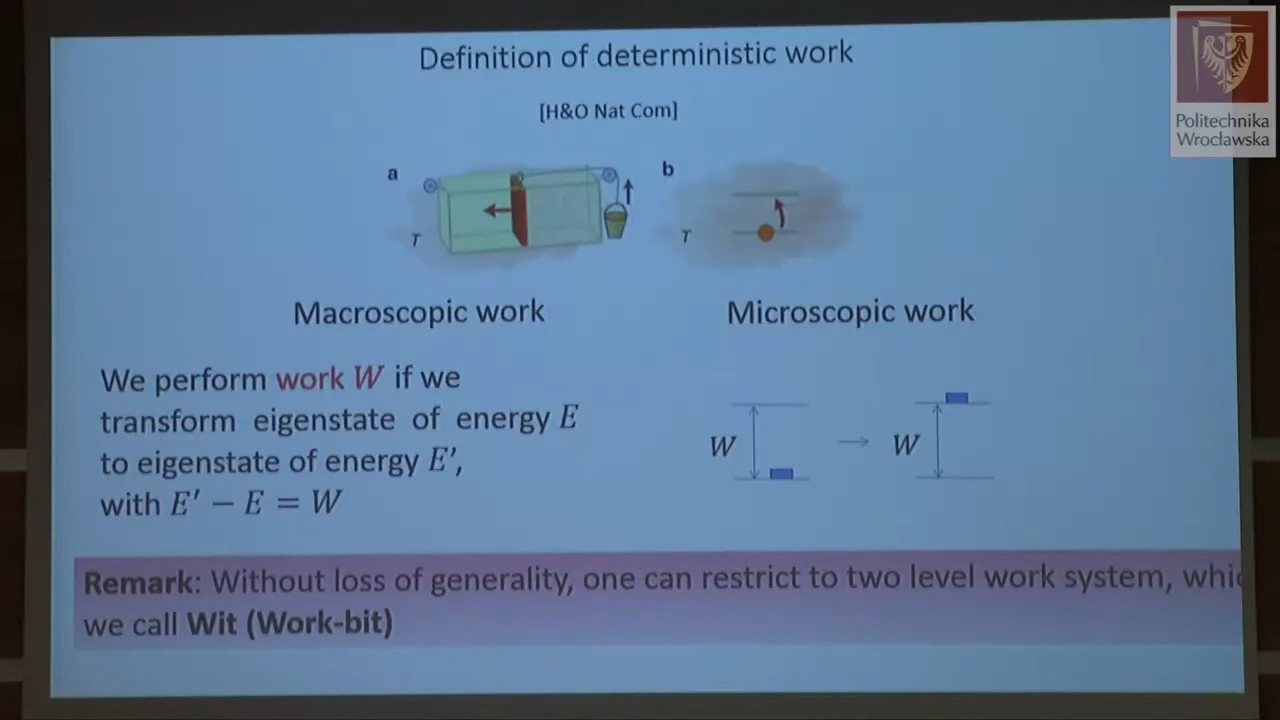 Definition of deterministic work
[H&O Nat Com]
a
b
T
T
Macroscopic work
Microscopic work
We perform work W if we
transform eigenstate of energy E
to eigenstate of energy E′,
with E′ − E = W
W
W
Remark: Without loss of generality, one can restrict to two level work system, whic
we call Wit (Work-bit)
Politechnika
Wrocławska